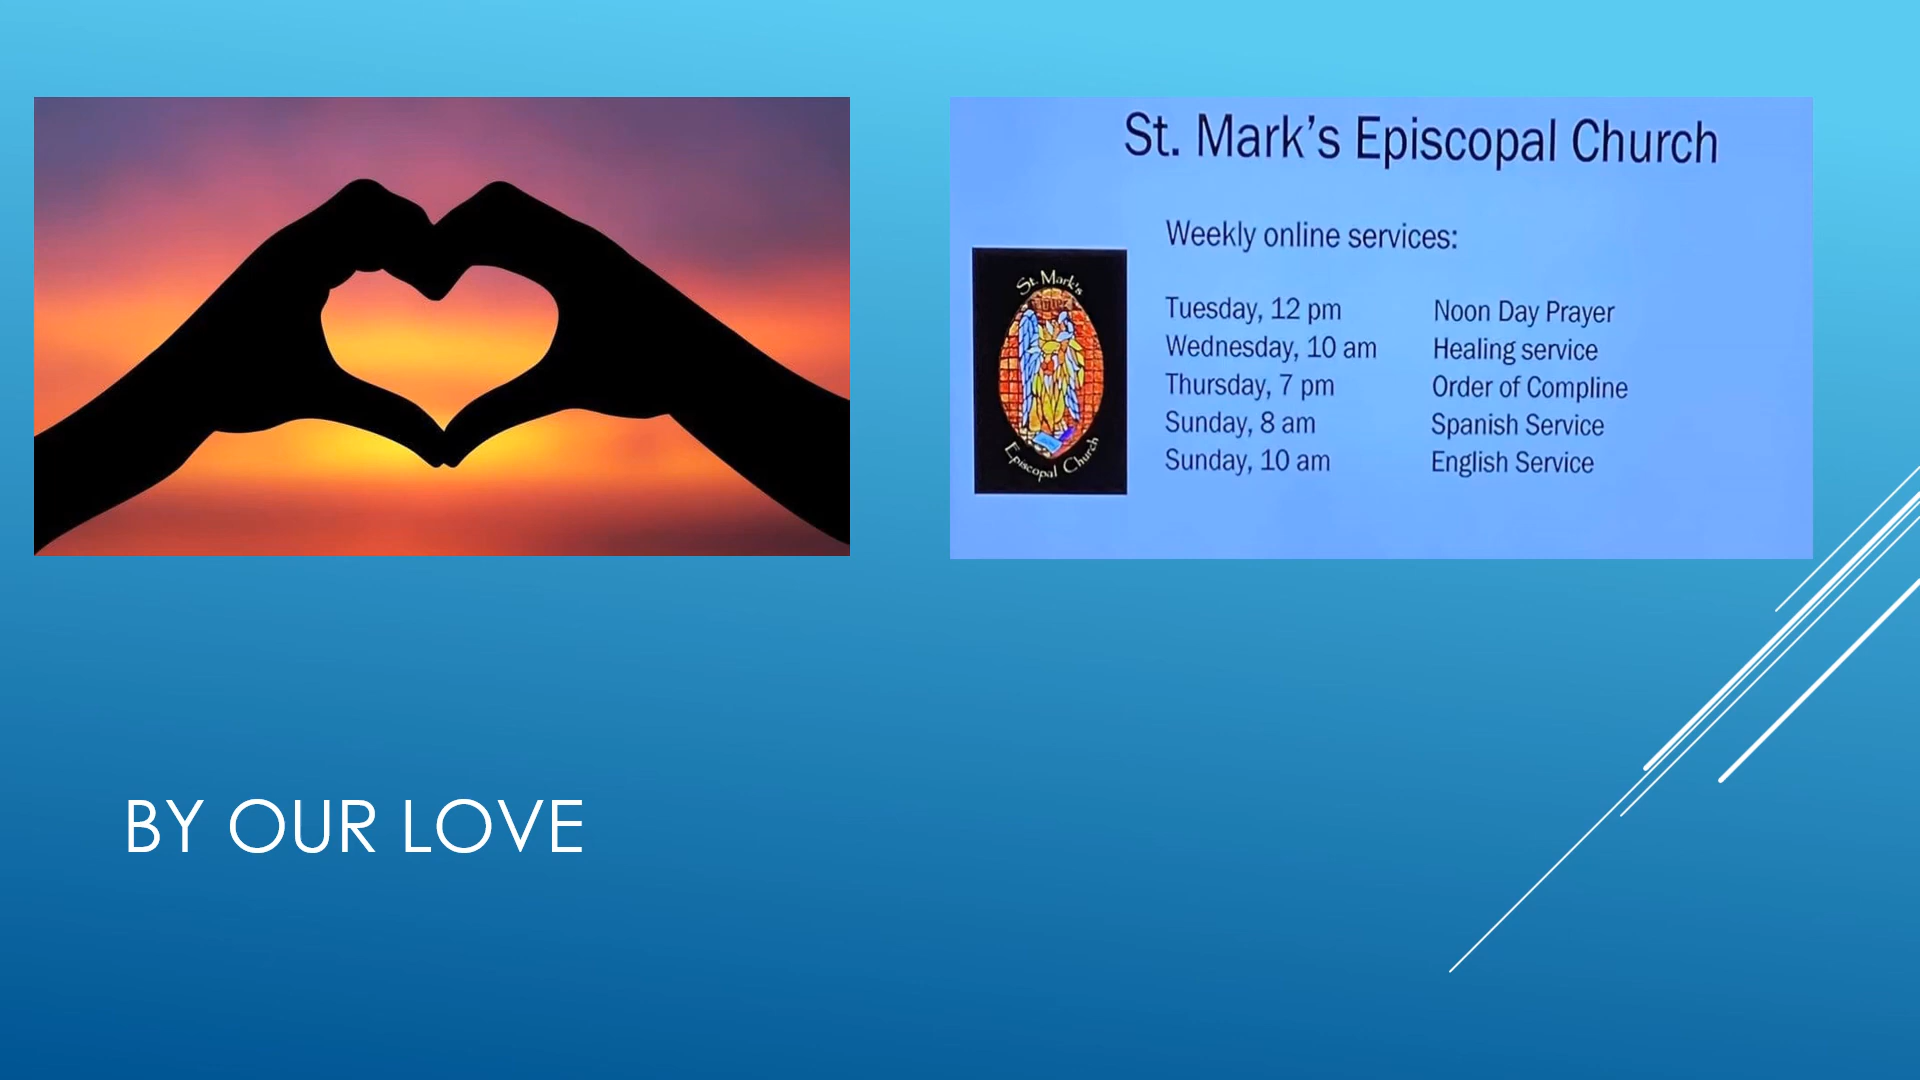 St. Mark's Episcopal Church
Weekly online services:
St. Mark's
Tuesday, 12 pm Noon Day Prayer
Wednesday, 10 am Healing service
Thursday, 7 pm Order of Compline
Sunday, 8 am Spanish Service
Sunday, 10 am English Service
Episcopal Church
BY OUR LOVE